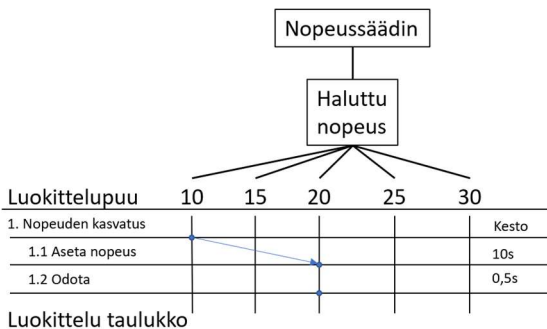 Nopeussäädin
Haluttu
nopeus
Luokittelupuu 10 15 20 25 30
1. Nopeuden kasvatus Kesto
1.1 Aseta nopeus 10s
1.2 Odota 0,5s
Luokittelu taulukko